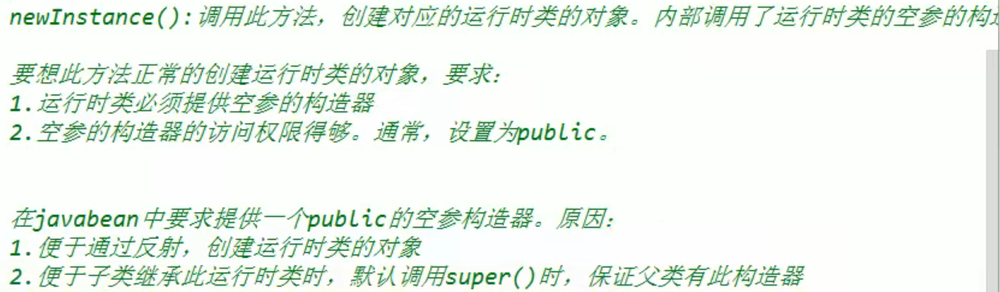 newInstance():调用此方法，创建对应的运行时类的对象。内部调用了运行时类的空参的构
要想此方法正常的创建运行时类的对象，要求：
1.运行时类必须提供空参的构造器
2.空参的构造器的访问权限得够。通常，设置为public。
在javabean中要求提供一个public的空参构造器。原因：
1.便于通过反射，创建运行时类的对象
2.便于子类继承此运行时类时，默认调用super()时，保证父类有此构造器